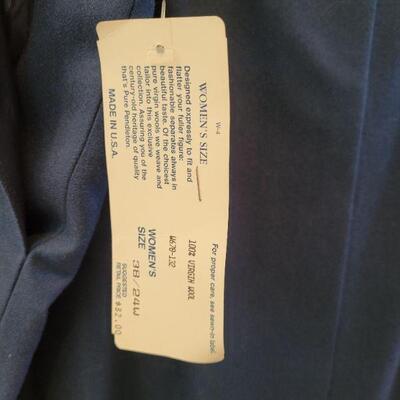 W-4
WOMEN'S SIZE
Designed expressly to fit and
flatter your fuller figure;
fashionable separates always in
beautiful taste. Of the choicest
pure virgin wools we weave and
tailor into this exclusive
collection. Assuring you of the
century-old heritage of quality
that's Pure Pendleton.
MADE IN U.S.A.
For proper care, see sewn-in label.
100% VIRGIN WOOL
W678-132
WOMEN'S
SIZE 38/24W
SUGGESTED
RETAIL PRICE $82.00